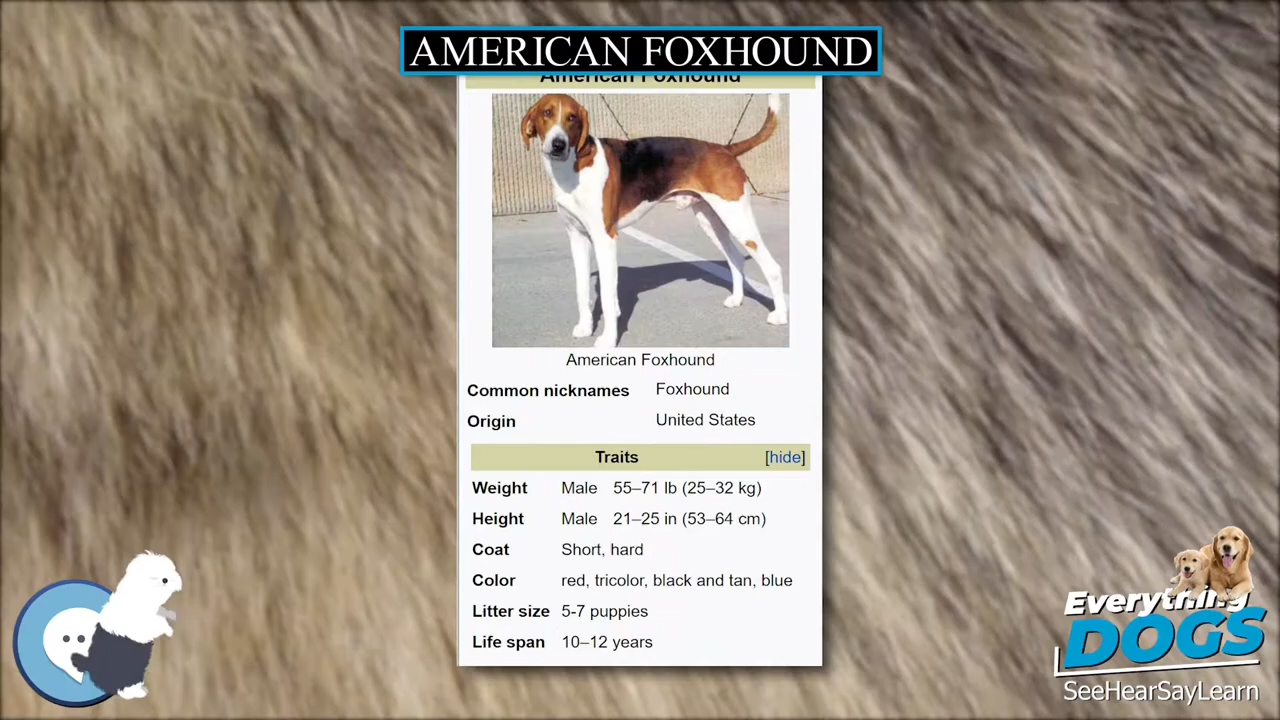 AMERICAN FOXHOUND
American Foxhound
American Foxhound
Common nicknames Foxhound
Origin United States
Traits [hide]
Weight Male 55–71 lb (25–32 kg)
Height Male 21–25 in (53–64 cm)
Coat Short, hard
Color red, tricolor, black and tan, blue
Litter size 5-7 puppies
Life span 10–12 years
Everything
DOGS
SeeHearSayLearn